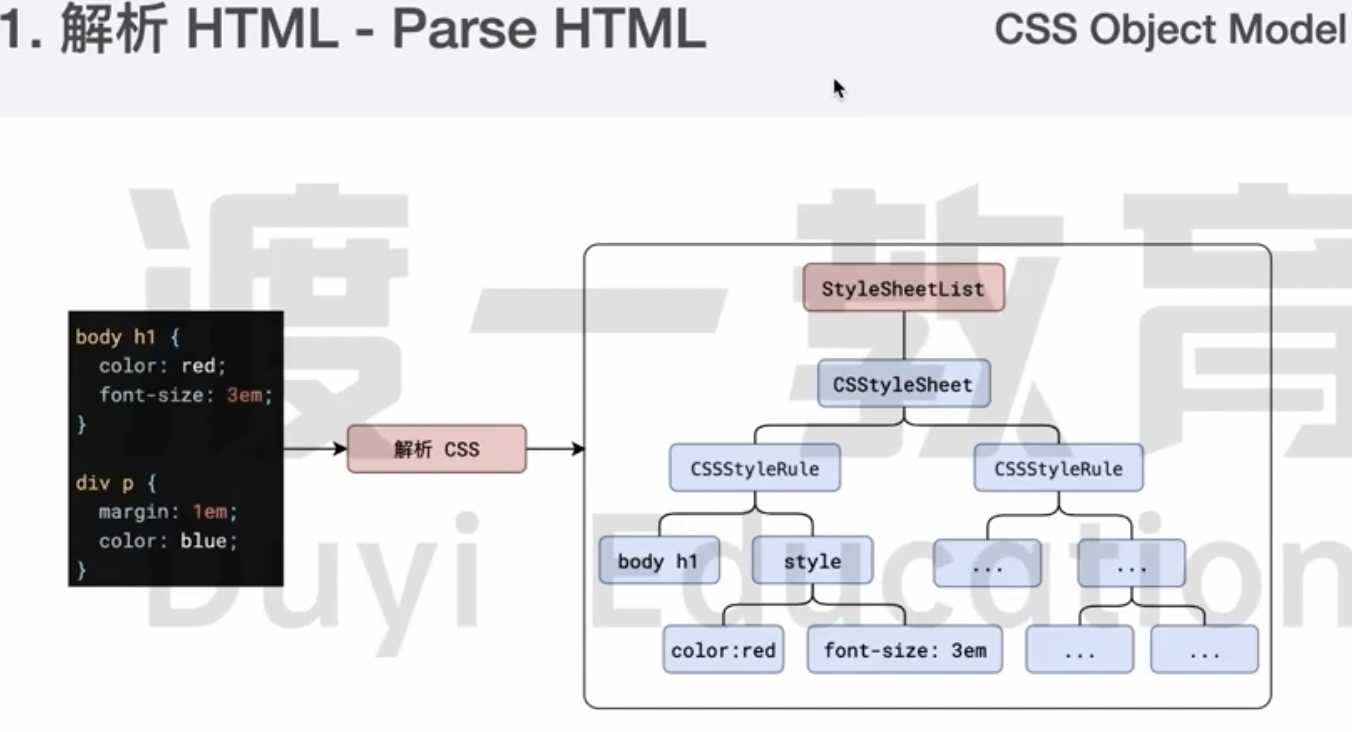 1. 解析 HTML - Parse HTML
CSS Object Model
渡一教育
Duyi Education
body h1 {
color: red;
font-size: 3em;
}
div p {
margin: 1em;
color: blue;
}
解析 CSS
StyleSheetList
CSStyleSheet
CSSStyleRule
CSSStyleRule
body h1
style
...
...
color:red
font-size: 3em
...
...